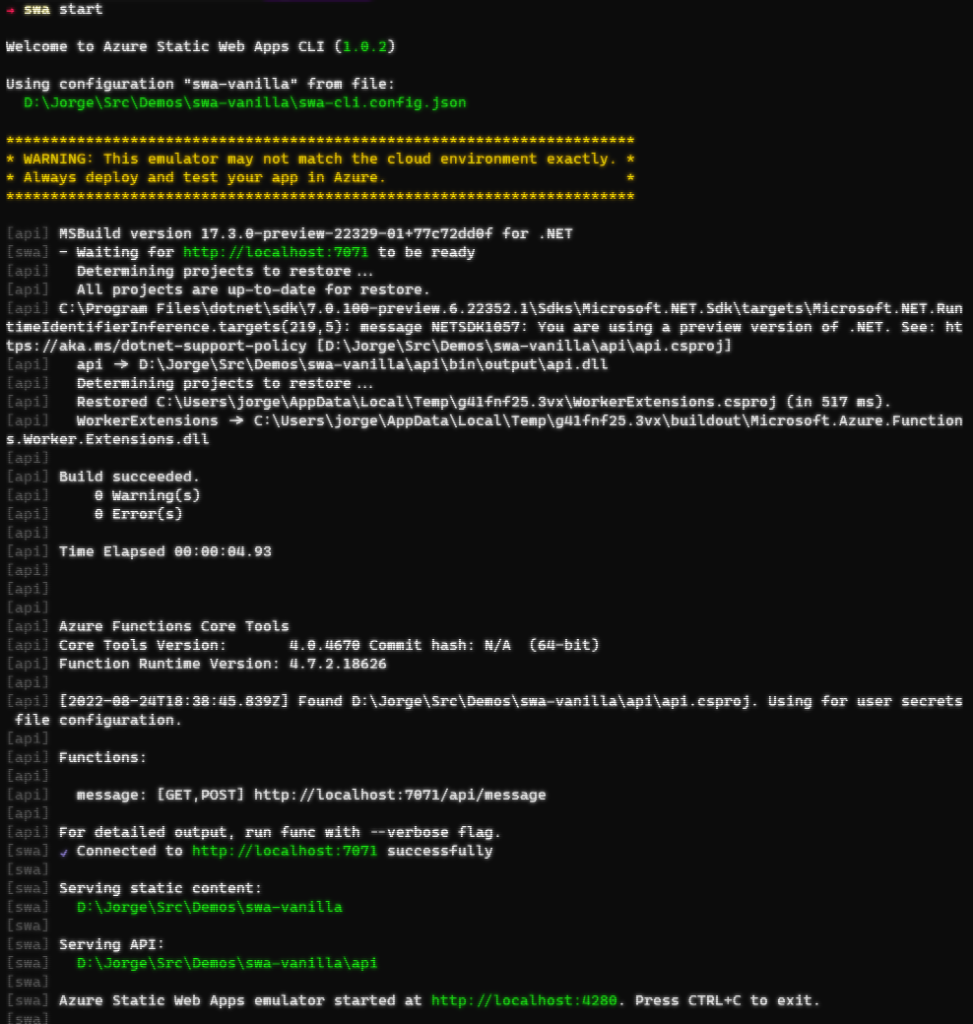 → swa start
Welcome to Azure Static Web Apps CLI (1.0.2)
Using configuration "swa-vanilla" from file:
D:\Jorge\Src\Demos\swa-vanilla\swa-cli.config.json
***********************************************************************
* WARNING: This emulator may not match the cloud environment exactly. *
* Always deploy and test your app in Azure.                           *
***********************************************************************
[api] MSBuild version 17.3.0-preview-22329-01+77c72dd0f for .NET
[swa] - Waiting for http://localhost:7071 to be ready
[api]   Determining projects to restore...
[api]   All projects are up-to-date for restore.
[api] C:\Program Files\dotnet\sdk\7.0.100-preview.6.22352.1\Sdks\Microsoft.NET.Sdk\targets\Microsoft.NET.Run
timeIdentifierInference.targets(219,5): message NETSDK1057: You are using a preview version of .NET. See: ht
tps://aka.ms/dotnet-support-policy [D:\Jorge\Src\Demos\swa-vanilla\api\api.csproj]
[api]   api -> D:\Jorge\Src\Demos\swa-vanilla\api\bin\output\api.dll
[api]   Determining projects to restore...
[api]   Restored C:\Users\jorge\AppData\Local\Temp\g41fnf25.3vx\WorkerExtensions.csproj (in 517 ms).
[api]   WorkerExtensions -> C:\Users\jorge\AppData\Local\Temp\g41fnf25.3vx\buildout\Microsoft.Azure.Function
s.Worker.Extensions.dll
[api]
[api] Build succeeded.
[api]     0 Warning(s)
[api]     0 Error(s)
[api]
[api] Time Elapsed 00:00:04.93
[api]
[api]
[api]
[api] Azure Functions Core Tools
[api] Core Tools Version:       4.0.4670 Commit hash: N/A  (64-bit)
[api] Function Runtime Version: 4.7.2.18626
[api]
[api] [2022-08-24T18:38:45.839Z] Found D:\Jorge\Src\Demos\swa-vanilla\api\api.csproj. Using for user secrets
file configuration.
[api]
[api] Functions:
[api]
[api]   message: [GET,POST] http://localhost:7071/api/message
[api]
[api] For detailed output, run func with --verbose flag.
[swa] ✔ Connected to http://localhost:7071 successfully
[swa]
[swa] Serving static content:
[swa]   D:\Jorge\Src\Demos\swa-vanilla
[swa]
[swa] Serving API:
[swa]   D:\Jorge\Src\Demos\swa-vanilla\api
[swa]
[swa] Azure Static Web Apps emulator started at http://localhost:4280. Press CTRL+C to exit.
[swa]